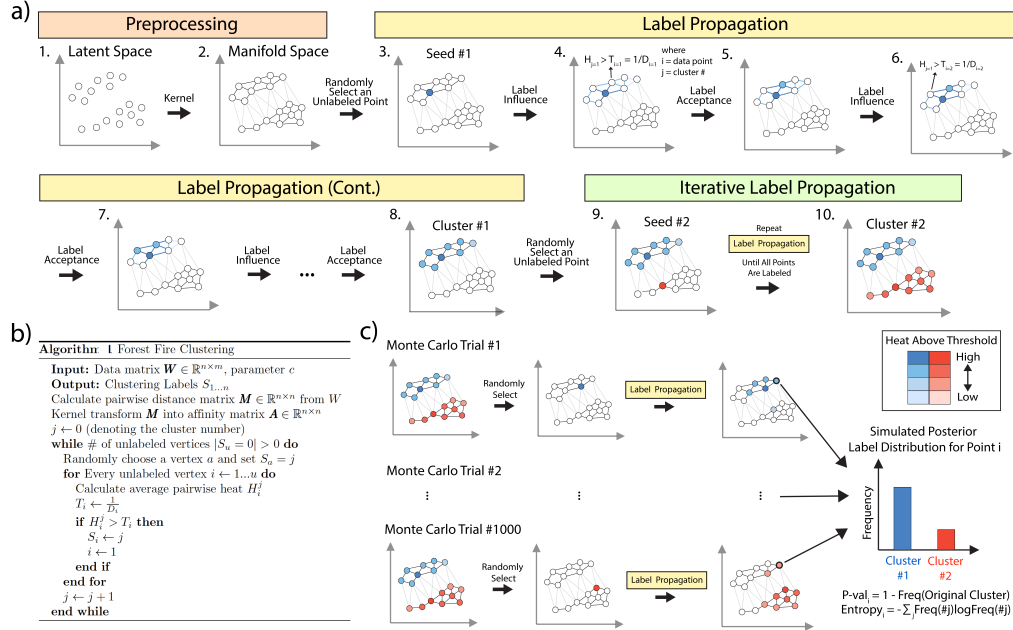 a)
Preprocessing
Label Propagation
1.
Latent Space
Kernel
2.
Manifold Space
Randomly
Select an
Unlabeled Point
3.
Seed #1
Label
Influence
4.
H j=1 > T i=1 = 1/D i=1
where
i = data point
j = cluster #
Label
Acceptance
5.
Label
Influence
6.
H j=1 > T i=2 = 1/D i=2
Label Propagation (Cont.)
Iterative Label Propagation
Label
Acceptance
7.
Label
Influence
...
Label
Acceptance
8.
Cluster #1
Randomly
Select an
Unlabeled Point
9.
Seed #2
Repeat
Label Propagation
Until All Points
Are Labeled
10.
Cluster #2
b)
Algorithm 1 Forest Fire Clustering
Input: Data matrix W ∈ ℝ^{n×m}, parameter c
Output: Clustering Labels S_{1...n}
Calculate pairwise distance matrix M ∈ ℝ^{n×n} from W
Kernel transform M into affinity matrix A ∈ ℝ^{n×n}
j ← 0 (denoting the cluster number)
while # of unlabeled vertices |S_u = 0| > 0 do
Randomly choose a vertex a and set S_a = j
for Every unlabeled vertex i ← 1...u do
Calculate average pairwise heat H_i^j
T_i ← 1/D_i
if H_i^j > T_i then
S_i ← j
i ← 1
end if
end for
j ← j + 1
end while
c)
Monte Carlo Trial #1
Randomly
Select
Label Propagation
Monte Carlo Trial #2
Monte Carlo Trial #1000
Randomly
Select
Label Propagation
Heat Above Threshold
High
Low
Simulated Posterior
Label Distribution for Point i
Frequency
Cluster
#1
Cluster
#2
P-val_i = 1 - Freq(Original Cluster)
Entropy_i = -∑_j Freq(#j)logFreq(#j)